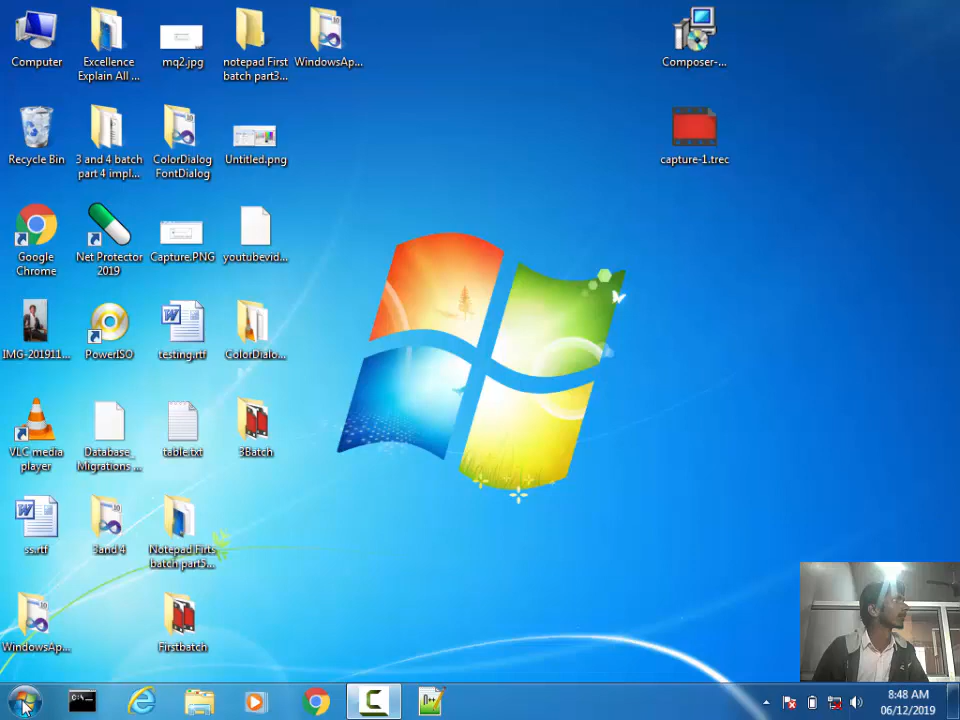 Computer
Excellence
Explain All ...
mq2.jpg
notepad First
batch part3...
WindowsAp...
Composer-...
Recycle Bin
3 and 4 batch
part 4 impl...
ColorDialog
FontDialog
Untitled.png
capture-1.trec
Google
Chrome
Net Protector
2019
Capture.PNG
youtubevid...
IMG-201911...
PowerISO
testing.rtf
ColorDialo...
VLC media
player
Database_
Migrations ...
table.txt
3Batch
ss.rtf
3and 4
Notepad Firts
batch part5...
WindowsAp...
Firstbatch
8:48 AM
06/12/2019